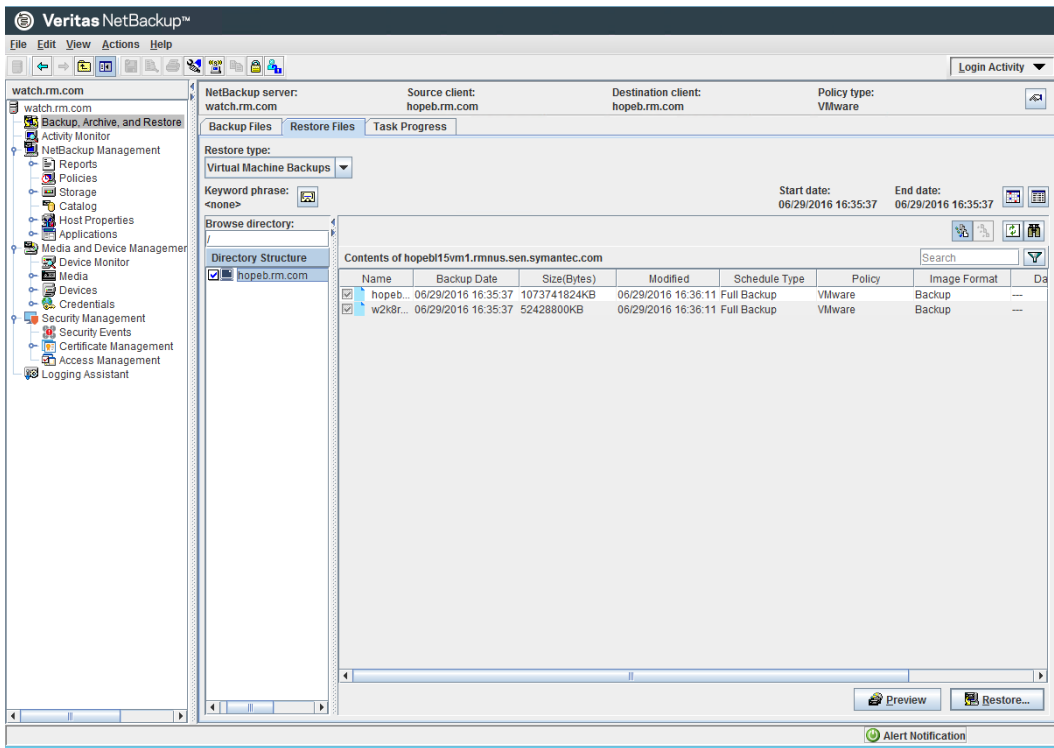 Veritas NetBackup™
File Edit View Actions Help
Login Activity
watch.rm.com
watch.rm.com
Backup, Archive, and Restore
Activity Monitor
NetBackup Management
Reports
Policies
Storage
Catalog
Host Properties
Applications
Media and Device Managemer
Device Monitor
Media
Devices
Credentials
Security Management
Security Events
Certificate Management
Access Management
Logging Assistant
NetBackup server: Source client: Destination client: Policy type:
watch.rm.com hopeb.rm.com hopeb.rm.com VMware
Backup Files Restore Files Task Progress
Restore type:
Virtual Machine Backups
Keyword phrase: Start date: End date:
<none> 06/29/2016 16:35:37 06/29/2016 16:35:37
Browse directory:
/
Directory Structure
hopeb.rm.com
Contents of hopebl15vm1.rmnus.sen.symantec.com Search
Name Backup Date Size(Bytes) Modified Schedule Type Policy Image Format Da
hopeb... 06/29/2016 16:35:37 1073741824KB 06/29/2016 16:36:11 Full Backup VMware Backup ---
w2k8r... 06/29/2016 16:35:37 52428800KB 06/29/2016 16:36:11 Full Backup VMware Backup ---
Preview Restore...
Alert Notification